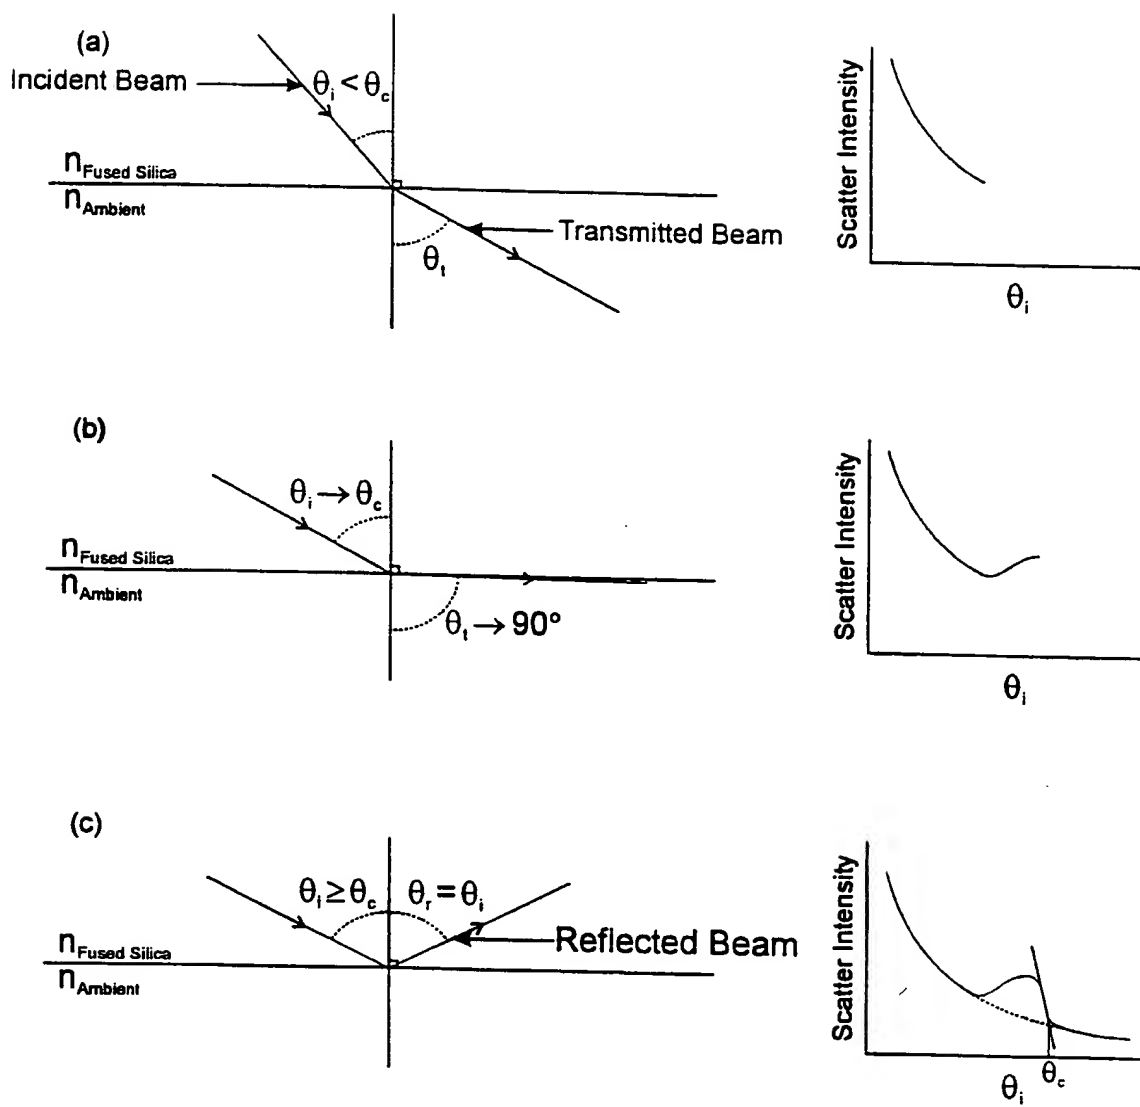 (a)
Incident Beam
θi < θc
nFused Silica
nAmbient
Transmitted Beam
θt
Scatter Intensity
θi
(b)
θi → θc
nFused Silica
nAmbient
θt → 90°
Scatter Intensity
θi
(c)
θi ≥ θc
θr = θi
nFused Silica
nAmbient
Reflected Beam
Scatter Intensity
θc
θi